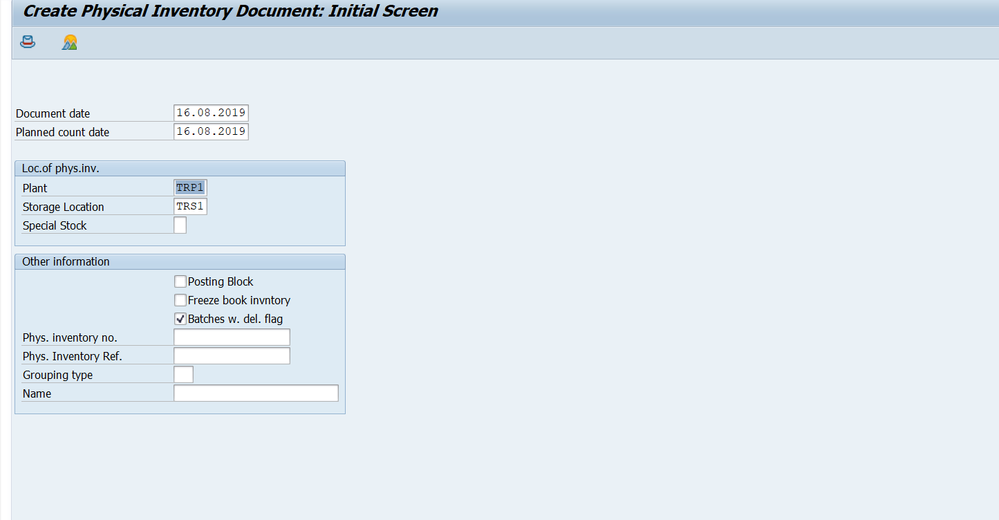 Create Physical Inventory Document: Initial Screen
Document date 16.08.2019
Planned count date 16.08.2019
Loc.of phys.inv.
Plant TRP1
Storage Location TRS1
Special Stock
Other information
Posting Block
Freeze book invntory
Batches w. del. flag
Phys. inventory no.
Phys. Inventory Ref.
Grouping type
Name